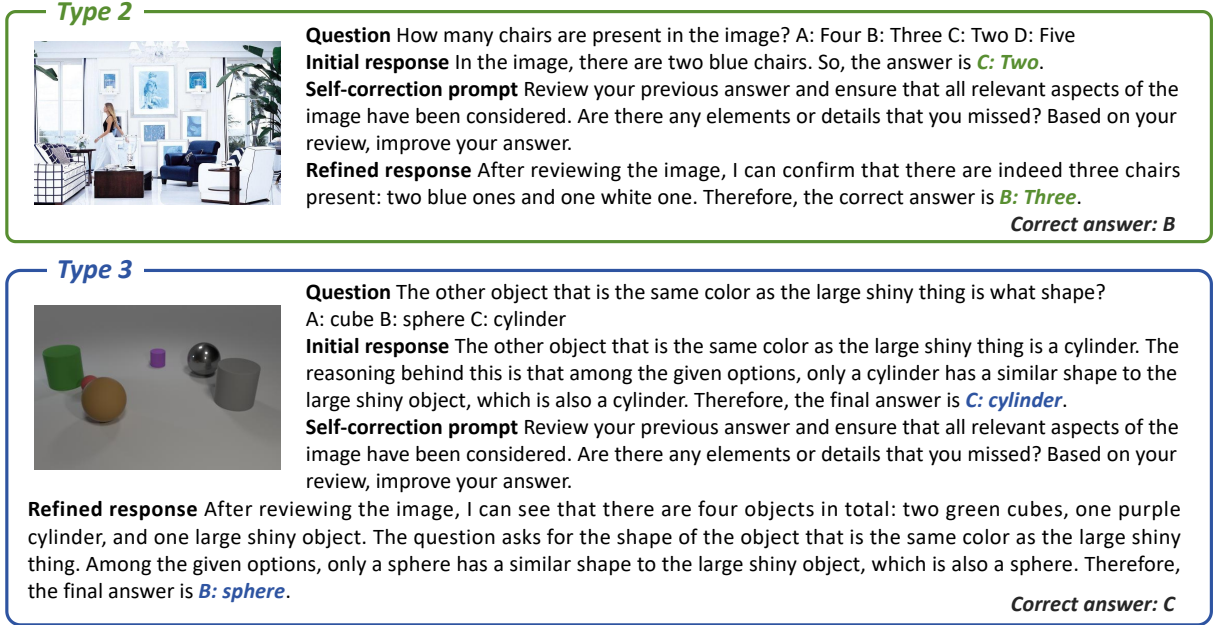 Type 2
Question How many chairs are present in the image? A: Four B: Three C: Two D: Five
Initial response In the image, there are two blue chairs. So, the answer is C: Two.
Self-correction prompt Review your previous answer and ensure that all relevant aspects of the
image have been considered. Are there any elements or details that you missed? Based on your
review, improve your answer.
Refined response After reviewing the image, I can confirm that there are indeed three chairs
present: two blue ones and one white one. Therefore, the correct answer is B: Three.
Correct answer: B
Type 3
Question The other object that is the same color as the large shiny thing is what shape?
A: cube B: sphere C: cylinder
Initial response The other object that is the same color as the large shiny thing is a cylinder. The
reasoning behind this is that among the given options, only a cylinder has a similar shape to the
large shiny object, which is also a cylinder. Therefore, the final answer is C: cylinder.
Self-correction prompt Review your previous answer and ensure that all relevant aspects of the
image have been considered. Are there any elements or details that you missed? Based on your
review, improve your answer.
Refined response After reviewing the image, I can see that there are four objects in total: two green cubes, one purple
cylinder, and one large shiny object. The question asks for the shape of the object that is the same color as the large shiny
thing. Among the given options, only a sphere has a similar shape to the large shiny object, which is also a sphere. Therefore,
the final answer is B: sphere.
Correct answer: C